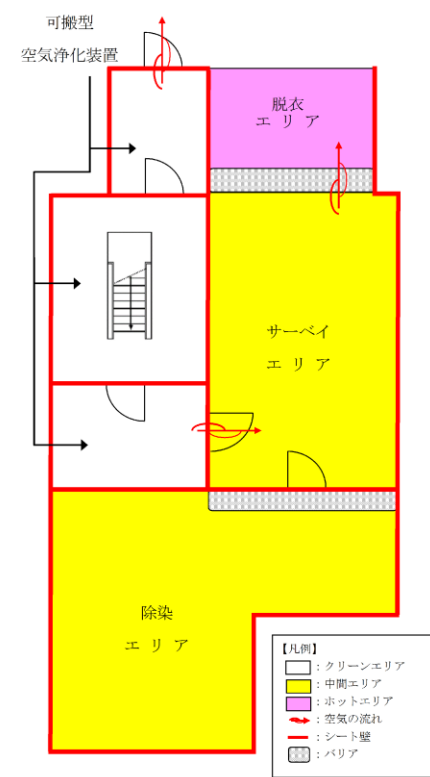 可搬型
空気浄化装置
脱衣
エリア
サーベイ
エリア
除染
エリア
【凡例】
：クリーンエリア
：中間エリア
：ホットエリア
：空気の流れ
：シート壁
：バリア